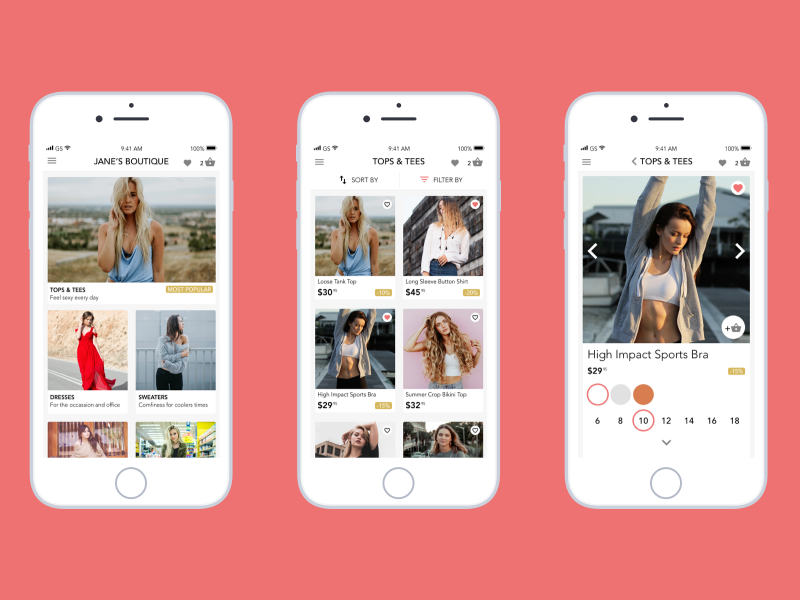 GS 9:41 AM 100%
JANE'S BOUTIQUE 2
TOPS & TEES MOST POPULAR
Feel sexy every day
DRESSES
For the occassion and office
SWEATERS
Comfiness for coolers times
GS 9:41 AM 100%
TOPS & TEES 2
SORT BY FILTER BY
Loose Tank Top
$30 95 -10%
Long Sleeve Button Shirt
$45 95 -20%
High Impact Sports Bra
$29 95 -15%
Summer Crop Bikini Top
$32 95
GS 9:41 AM 100%
TOPS & TEES 2
+
High Impact Sports Bra
$29 95 -15%
6 8 10 12 14 16 18